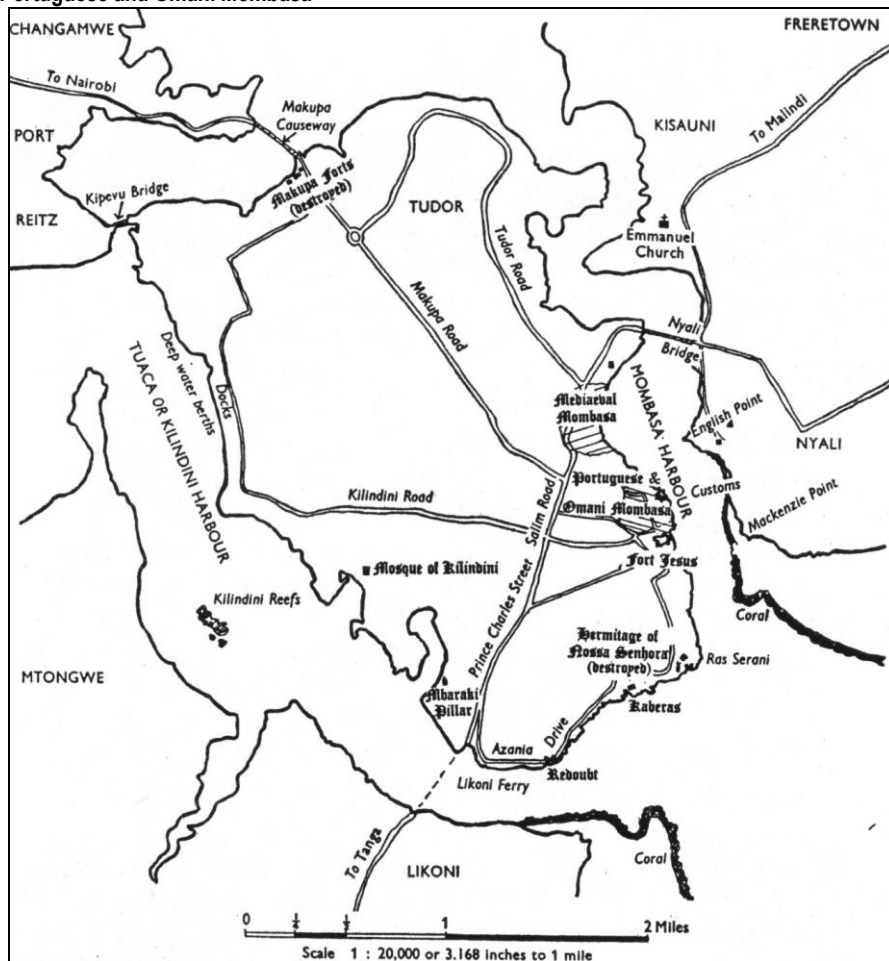 Portuguese and Omani Mombasa
CHANGAMWE
FRERETOWN
To Nairobi
Makupa
Causeway
To Malindi
KISAUNI
PORT
REITZ
Kipevu Bridge
Makupa Forts
(destroyed)
TUDOR
Tudor Road
Emmanuel
Church
Makupa Road
Nyali
Bridge
TUACA OR KILINDINI HARBOUR
Deep water berths
Docks
Mediaeval
Mombasa
MOMBASA HARBOUR
English Point
NYALI
Portuguese
Customs
Omani Mombasa
Mackenzie Point
Kilindini Road
Salim Road
Fort Jesus
Mosque of Kilindini
Kilindini Reefs
Coral
Prince Charles Street
Hermitage of
Nossa Senhora
(destroyed)
Ras Serani
MTONGWE
Mbaraki
Pillar
Kaberas
Azania
Drive
Redoubt
Likoni Ferry
To Tanga
LIKONI
Coral
0 ¼ ½ 1 2 Miles
Scale 1 : 20,000 or 3.168 inches to 1 mile